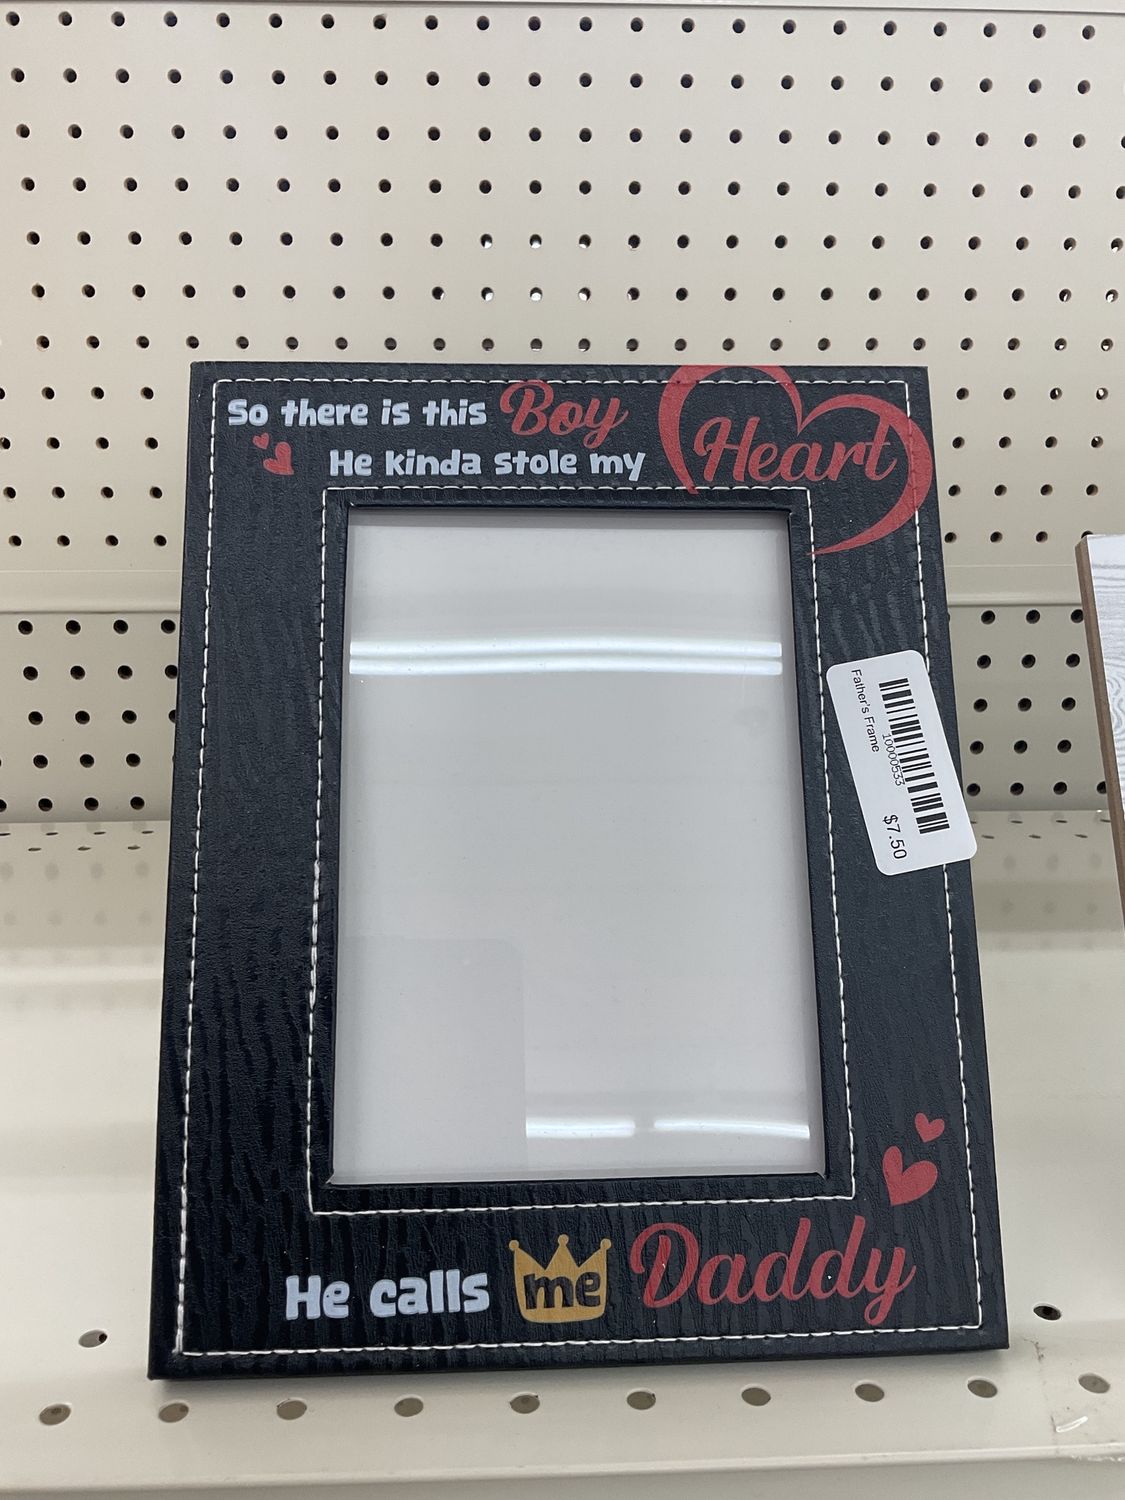 So there is this Boy
He kinda stole my Heart
Father's Frame
10000533
$7.50
He calls me Daddy